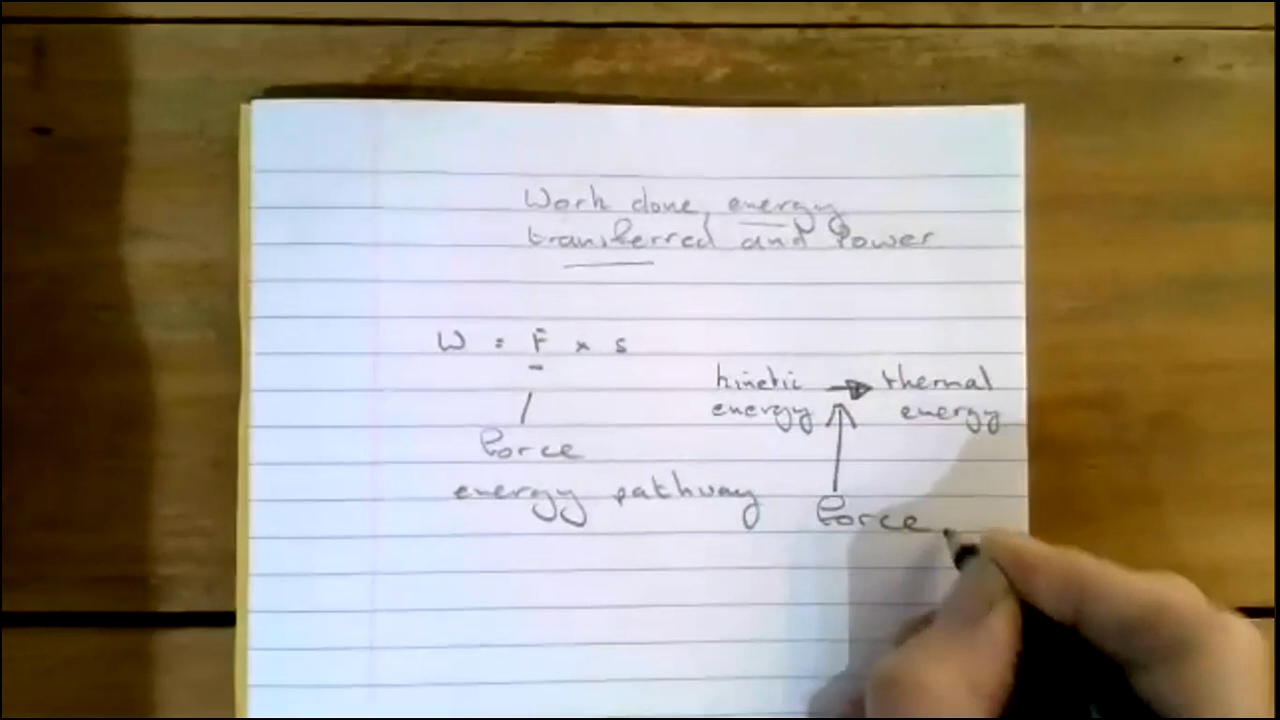 Work done, energy
transferred and Power
W = F × s
kinetic → thermal
energy energy
force
energy pathway
force